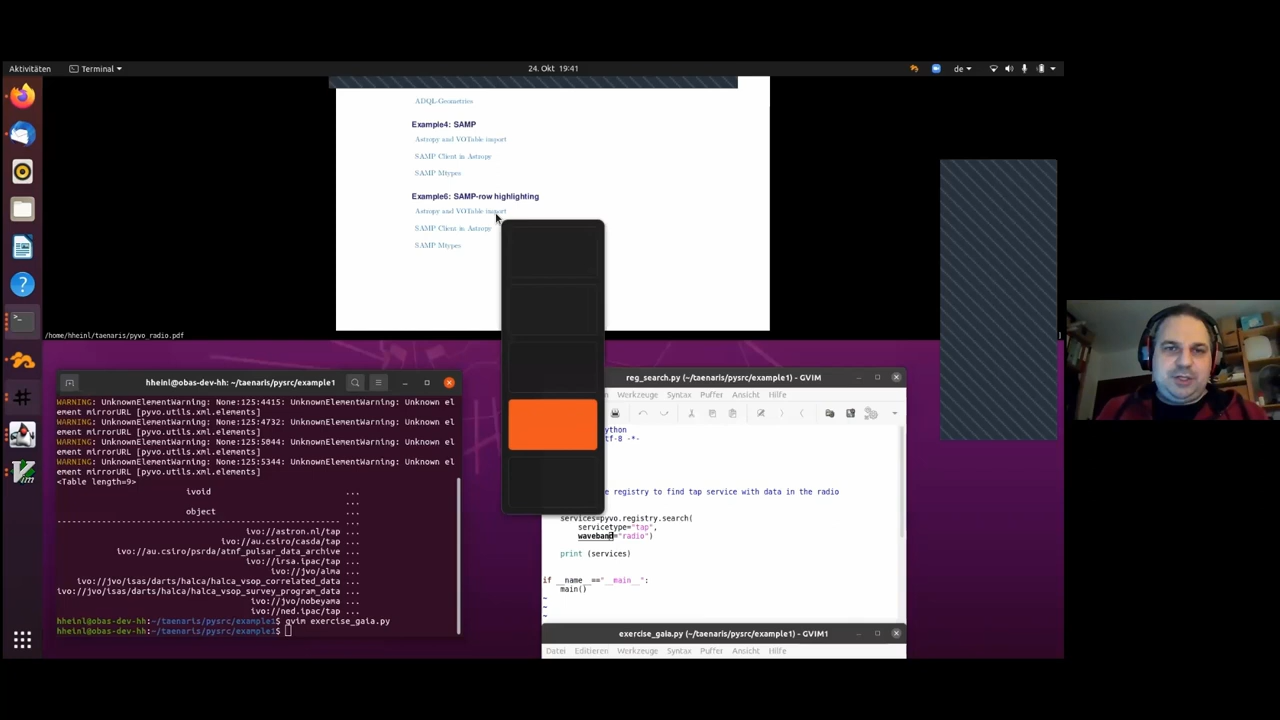 Aktivitäten
Terminal
24. Okt 19:41
de
ADQL-Geometries
Example4: SAMP
Astropy and VOTable import
SAMP Client in Astropy
SAMP Mtypes
Example6: SAMP-row highlighting
Astropy and VOTable import
SAMP Client in Astropy
SAMP Mtypes
/home/hheinl/taenaris/pyvo_radio.pdf
hheinl@obas-dev-hh: ~/taenaris/pysrc/example1
WARNING: UnknownElementWarning: None:125:4415: UnknownElementWarning: Unknown el
ement mirrorURL [pyvo.utils.xml.elements]
WARNING: UnknownElementWarning: None:125:4732: UnknownElementWarning: Unknown el
ement mirrorURL [pyvo.utils.xml.elements]
WARNING: UnknownElementWarning: None:125:5044: UnknownElementWarning: Unknown el
ement mirrorURL [pyvo.utils.xml.elements]
WARNING: UnknownElementWarning: None:125:5344: UnknownElementWarning: Unknown el
ement mirrorURL [pyvo.utils.xml.elements]
<Table length=9>
ivoid ...
...
object ...
---------------------------------------------------- ...
ivo://astron.nl/tap ...
ivo://au.csiro/casda/tap ...
ivo://au.csiro/psrda/atnf_pulsar_data_archive ...
ivo://irsa.ipac/tap ...
ivo://jvo/alma ...
ivo://jvo/isas/darts/halca/halca_vsop_correlated_data ...
ivo://jvo/isas/darts/halca/halca_vsop_survey_program_data ...
ivo://jvo/nobeyama ...
ivo://ned.ipac/tap ...
hheinl@obas-dev-hh:~/taenaris/pysrc/example1$ gvim exercise_gaia.py
hheinl@obas-dev-hh:~/taenaris/pysrc/example1$
reg_search.py (~/taenaris/pysrc/example1) - GVIM
Werkzeuge Syntax Puffer Ansicht Hilfe
ython
tf-8 -*-
e registry to find tap service with data in the radio
services=pyvo.registry.search(
servicetype="tap",
waveband="radio")
print (services)
if __name__=="__main__":
main()
~
~
~
exercise_gaia.py (~/taenaris/pysrc/example1) - GVIM1
Datei Editieren Werkzeuge Syntax Puffer Ansicht Hilfe